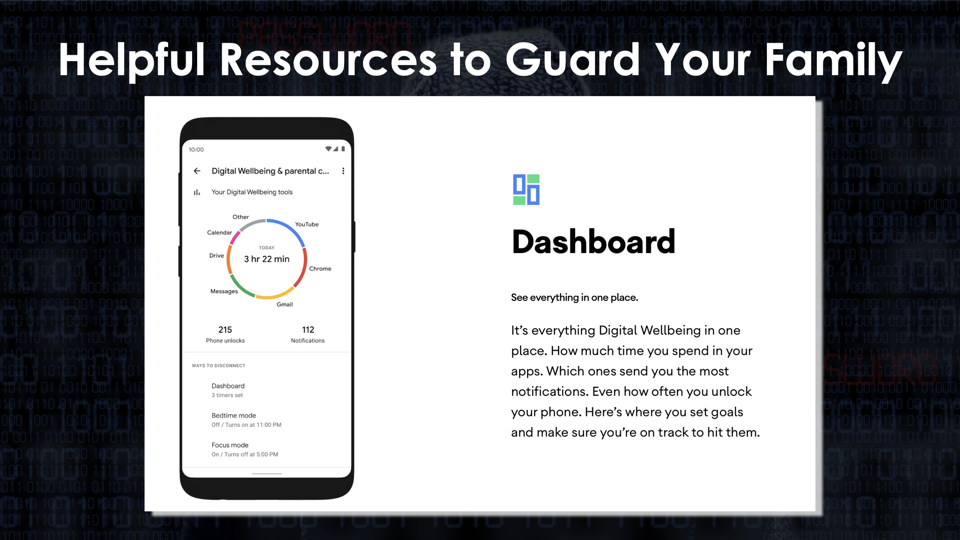 Helpful Resources to Guard Your Family
10:00
Digital Wellbeing & parental c...
Your Digital Wellbeing tools
Other
YouTube
Calendar
TODAY
Drive
3 hr 22 min
Chrome
Messages
Gmail
215
112
Phone unlocks
Notifications
WAYS TO DISCONNECT
Dashboard
3 timers set
Bedtime mode
Off / Turns on at 11:00 PM
Focus mode
On / Turns off at 5:00 PM
Dashboard
See everything in one place.
It’s everything Digital Wellbeing in one
place. How much time you spend in your
apps. Which ones send you the most
notifications. Even how often you unlock
your phone. Here’s where you set goals
and make sure you’re on track to hit them.